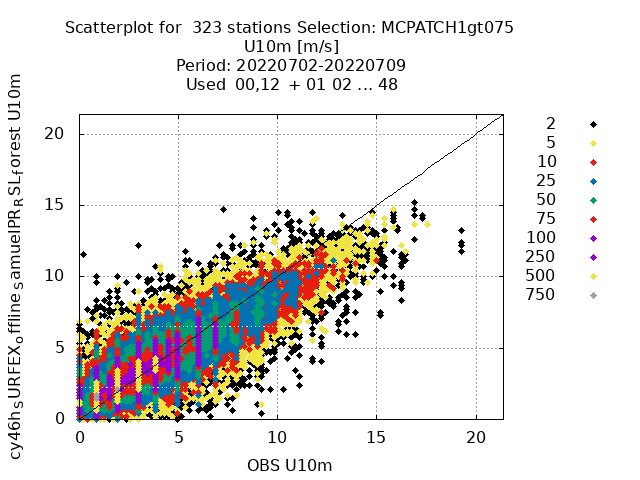 Scatterplot for 323 stations Selection: MCPATCH1gt075
U10m [m/s]
Period: 20220702-20220709
Used 00,12 + 01 02 ... 48
cy46h_SURFEX_offline_samuelPR_RSL_forest U10m
20
15
10
5
0
0 5 10 15 20
OBS U10m
2
5
10
25
50
75
100
250
500
750